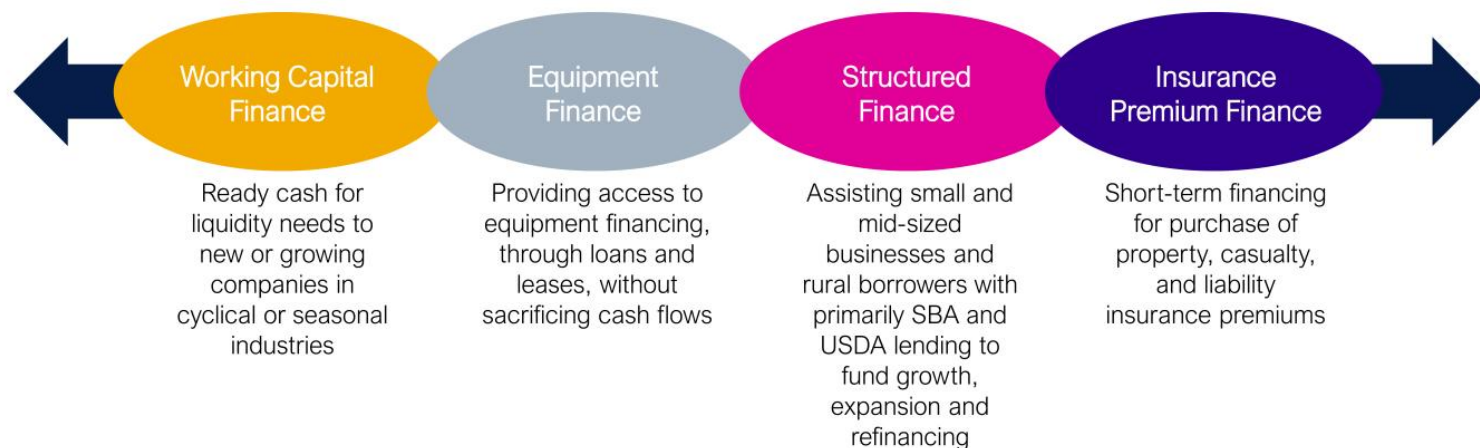 Working Capital
Finance
Equipment
Finance
Structured
Finance
Insurance
Premium Finance
Ready cash for
liquidity needs to
new or growing
companies in
cyclical or seasonal
industries
Providing access to
equipment financing,
through loans and
leases, without
sacrificing cash flows
Assisting small and
mid-sized
businesses and
rural borrowers with
primarily SBA and
USDA lending to
fund growth,
expansion and
refinancing
Short-term financing
for purchase of
property, casualty,
and liability
insurance premiums